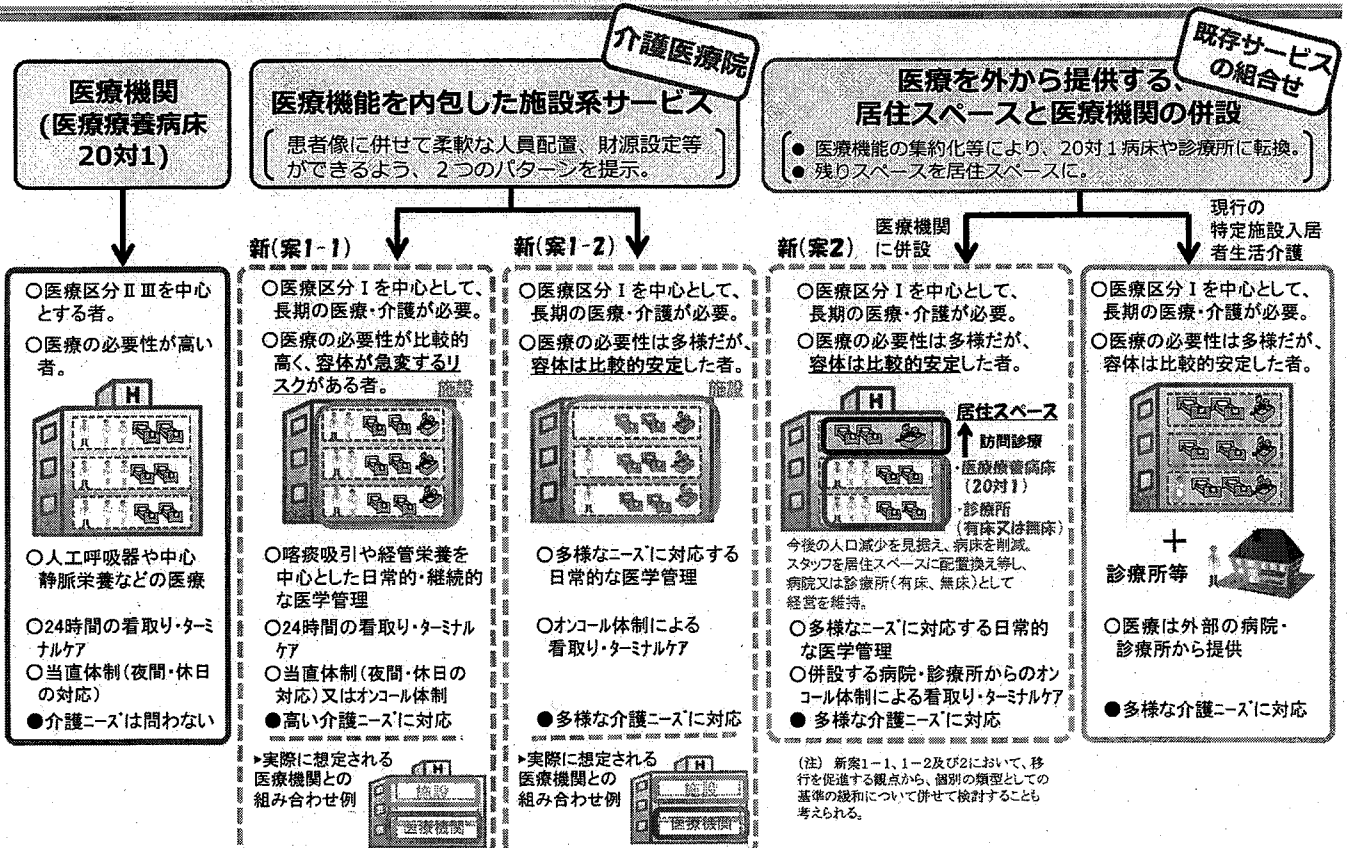 介護医療院
既存サービス
の組合せ
医療機関
(医療療養病床
20対1)
医療機能を内包した施設系サービス
患者像に併せて柔軟な人員配置、財源設定等
ができるよう、2つのパターンを提示。
医療を外から提供する、
居住スペースと医療機関の併設
● 医療機能の集約化等により、20対1病床や診療所に転換。
● 残りスペースを居住スペースに。
○医療区分ⅡⅢを中心
とする者。
○医療の必要性が高い
者。
H
○人工呼吸器や中心
静脈栄養などの医療
○24時間の看取り・ターミ
ナルケア
○当直体制(夜間・休日
の対応)
●介護ニーズは問わない
新(案1-1)
○医療区分Ⅰを中心として、
長期の医療・介護が必要。
○医療の必要性が比較的
高く、容体が急変するリ
スクがある者。
施設
○喀痰吸引や経管栄養を
中心とした日常的・継続的
な医学管理
○24時間の看取り・ターミナル
ケア
○当直体制(夜間・休日の
対応)又はオンコール体制
●高い介護ニーズに対応
▸実際に想定される
医療機関との
組み合わせ例
H
施設
医療機関
新(案1-2)
○医療区分Ⅰを中心として、
長期の医療・介護が必要。
○医療の必要性は多様だが、
容体は比較的安定した者。
施設
○多様なニーズに対応する
日常的な医学管理
○オンコール体制による
看取り・ターミナルケア
●多様な介護ニーズに対応
▸実際に想定される
医療機関との
組み合わせ例
H
施設
医療機関
新(案2)
医療機関
に併設
○医療区分Ⅰを中心として、
長期の医療・介護が必要。
○医療の必要性は多様だが、
容体は比較的安定した者。
H
居住スペース
訪問診療
・医療療養病床
(20対1)
・診療所
(有床又は無床)
今後の人口減少を見据え、病床を削減。
スタッフを居住スペースに配置換え等し、
病院又は診療所(有床、無床)として
経営を維持。
○多様なニーズに対応する日常的
な医学管理
○併設する病院・診療所からのオン
コール体制による看取り・ターミナルケア
● 多様な介護ニーズに対応
(注) 新案1-1、1-2及び2において、移
行を促進する観点から、個別の類型としての
基準の緩和について併せて検討することも
考えられる。
現行の
特定施設入居
者生活介護
○医療区分Ⅰを中心として、
長期の医療・介護が必要。
○医療の必要性は多様だが、
容体は比較的安定した者。
+
診療所等
○医療は外部の病院・
診療所から提供
●多様な介護ニーズに対応